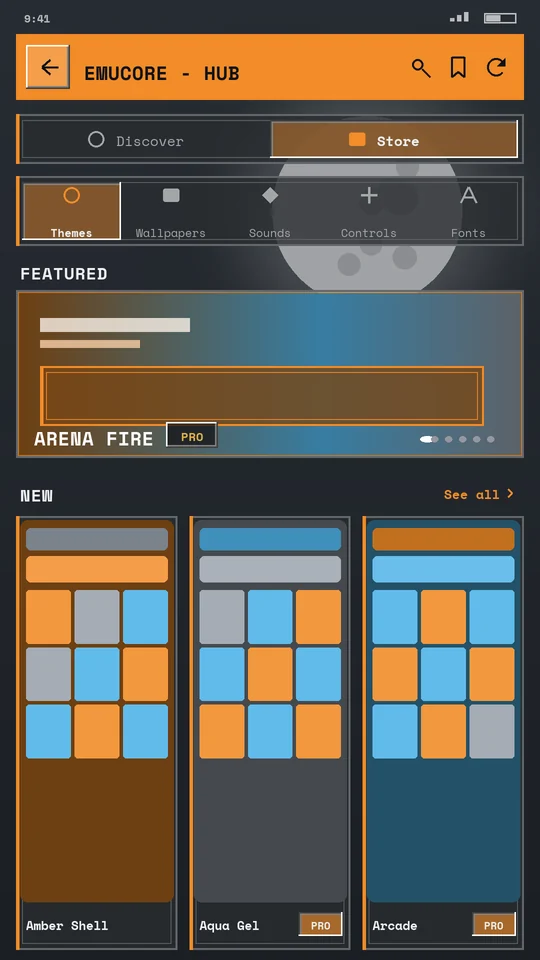 9:41
EMUCORE - HUB
Discover
Store
Themes
Wallpapers
Sounds
Controls
Fonts
FEATURED
ARENA FIRE
PRO
NEW
See all
Amber Shell
Aqua Gel
PRO
Arcade
PRO